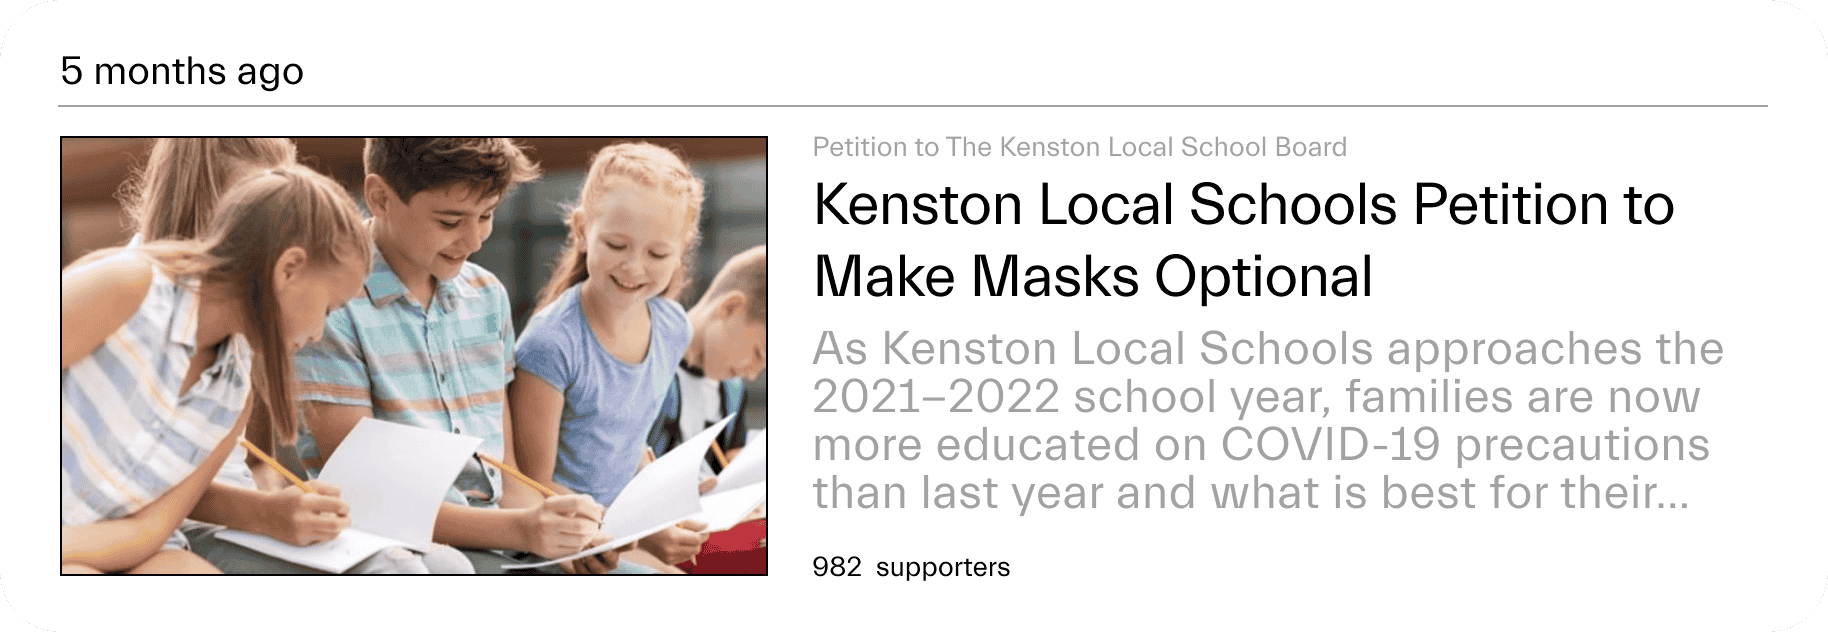 5 months ago
Petition to The Kenston Local School Board
Kenston Local Schools Petition to
Make Masks Optional
As Kenston Local Schools approaches the
2021–2022 school year, families are now
more educated on COVID-19 precautions
than last year and what is best for their...
982 supporters